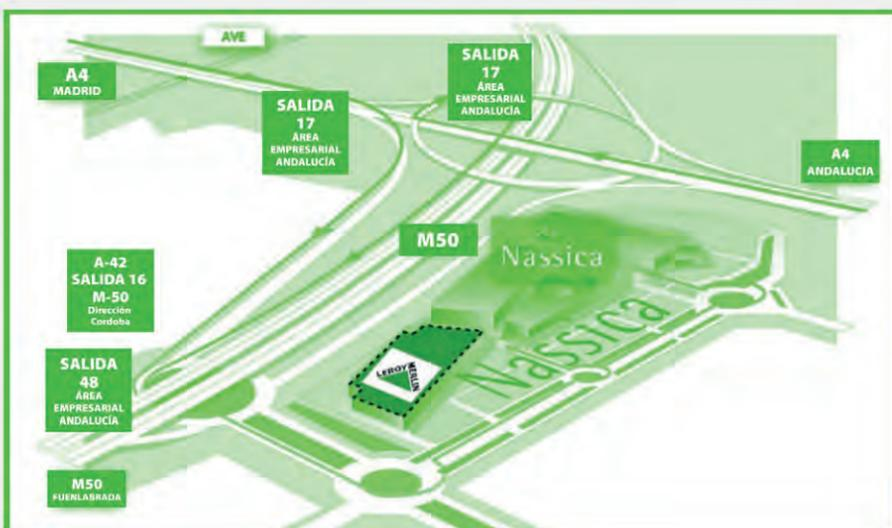 AVE
A4
MADRID
SALIDA
17
ÁREA
EMPRESARIAL
ANDALUCÍA
SALIDA
17
ÁREA
EMPRESARIAL
ANDALUCÍA
A4
ANDALUCIA
M50
Nassica
A-42
SALIDA 16
M-50
Dirección
Cordoba
Nassica
LEROY MERLIN
SALIDA
48
ÁREA
EMPRESARIAL
ANDALUCÍA
M50
FUENLABRADA